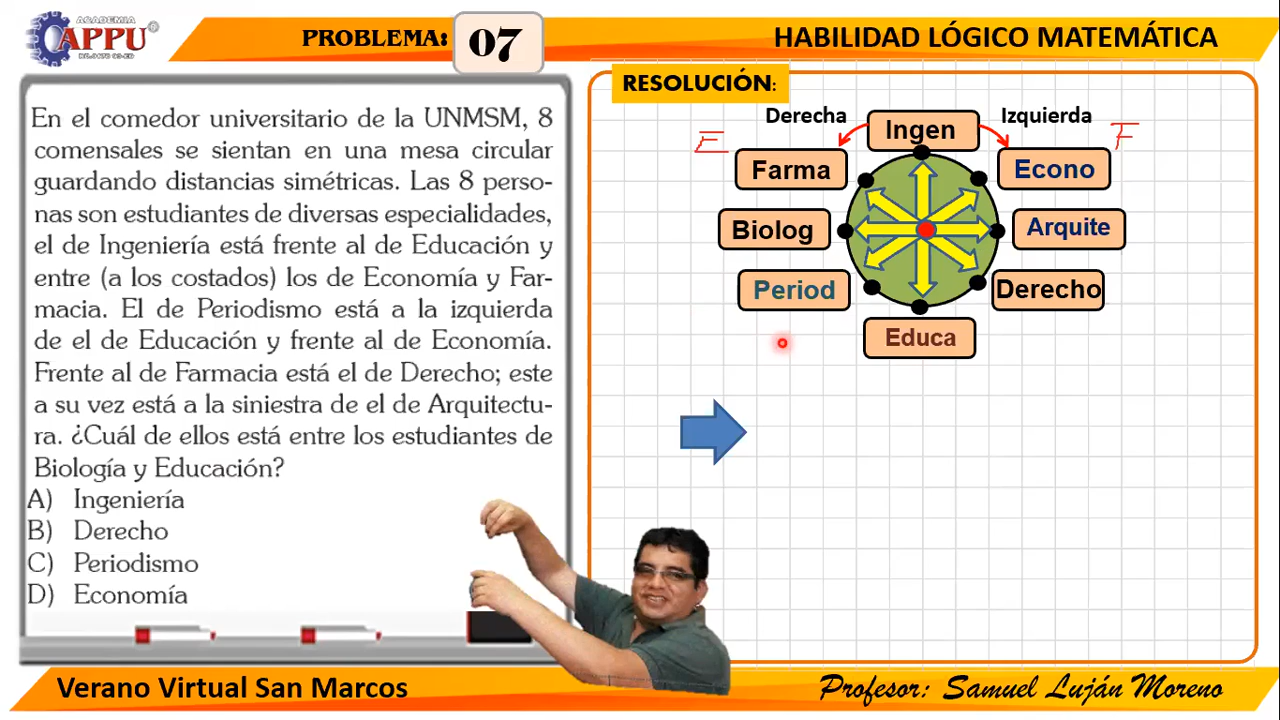 ACADEMIA
APPU
PROBLEMA:
07
HABILIDAD LÓGICO MATEMÁTICA
En el comedor universitario de la UNMSM, 8
comensales se sientan en una mesa circular
guardando distancias simétricas. Las 8 perso-
nas son estudiantes de diversas especialidades,
el de Ingeniería está frente al de Educación y
entre (a los costados) los de Economía y Far-
macia. El de Periodismo está a la izquierda
de el de Educación y frente al de Economía.
Frente al de Farmacia está el de Derecho; este
a su vez está a la siniestra de el de Arquitectu-
ra. ¿Cuál de ellos está entre los estudiantes de
Biología y Educación?
A) Ingeniería
B) Derecho
C) Periodismo
D) Economía
RESOLUCIÓN:
Derecha
Ingen
Izquierda
E
F
Farma
Econo
Biolog
Arquite
Period
Derecho
Educa
Verano Virtual San Marcos
Profesor: Samuel Luján Moreno